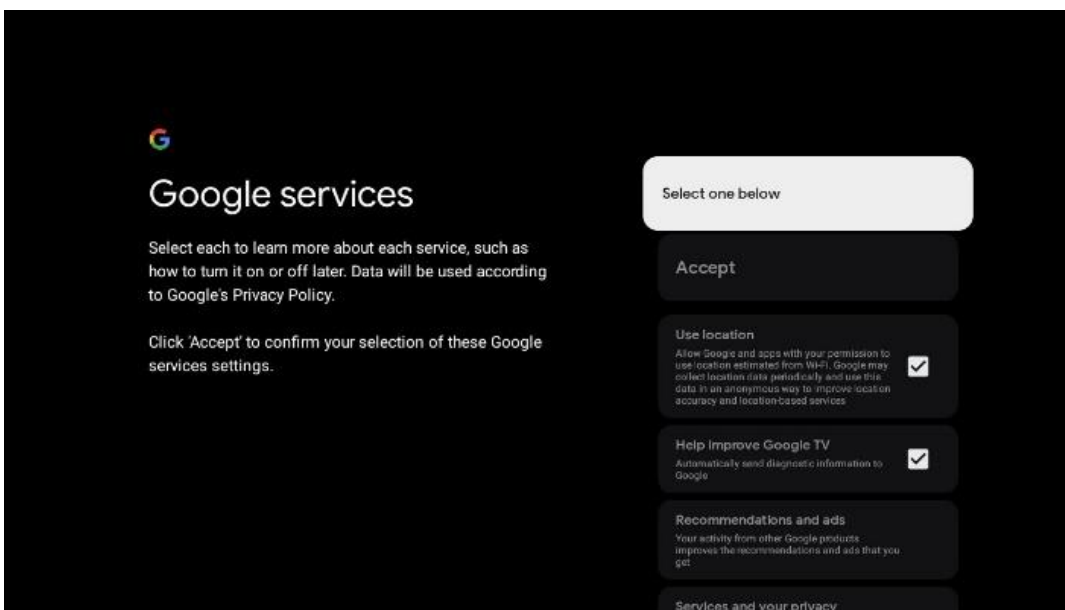 Google services
Select each to learn more about each service, such as
how to turn it on or off later. Data will be used according
to Google's Privacy Policy.
Click 'Accept' to confirm your selection of these Google
services settings.
Select one below
Accept
Use location
Allow Google and apps with your permission to
use location estimated from Wi-Fi. Google may
collect location data periodically and use this
data in an anonymous way to improve location
accuracy and location-based services
Help improve Google TV
Automatically send diagnostic information to
Google
Recommendations and ads
Your activity from other Google products
improves the recommendations and ads that you
get
Services and your privacy